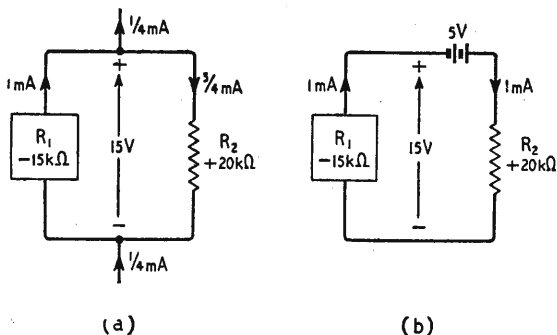 1/4mA
5V
+
+
1mA
3/4mA
1mA
1mA
R1
-15kΩ
15V
R2
+20kΩ
R1
-15kΩ
15V
R2
+20kΩ
-
-
1/4mA
(a)
(b)